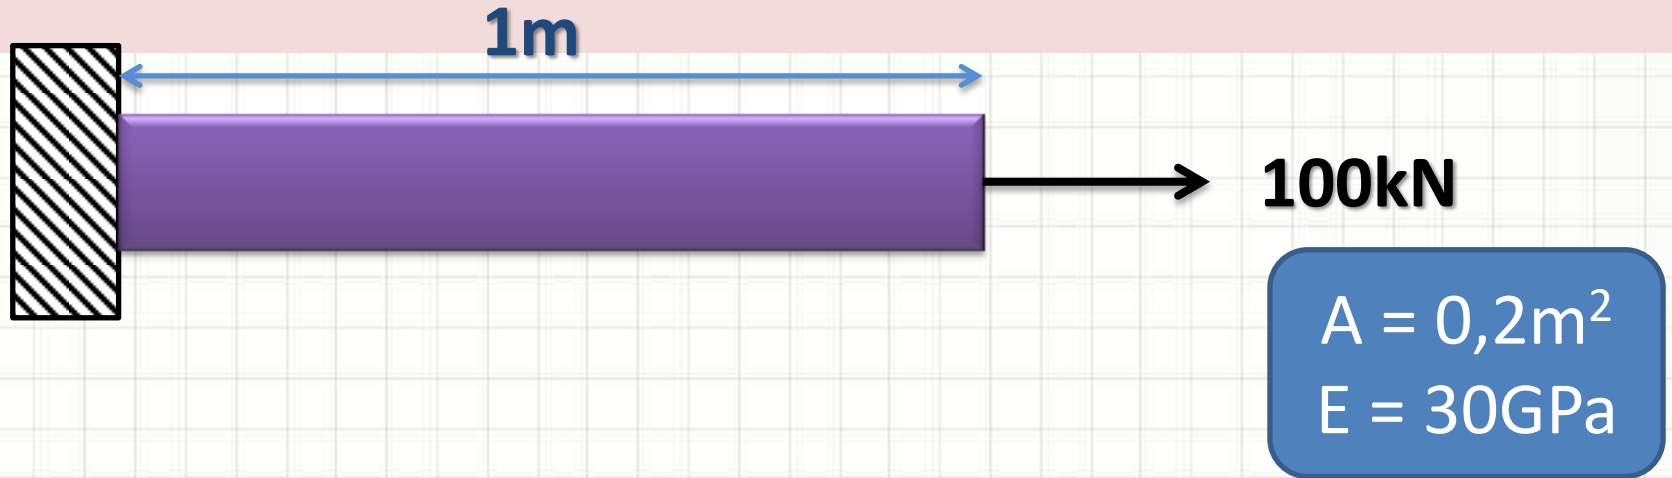 1m
100kN
A = 0,2m²
E = 30GPa